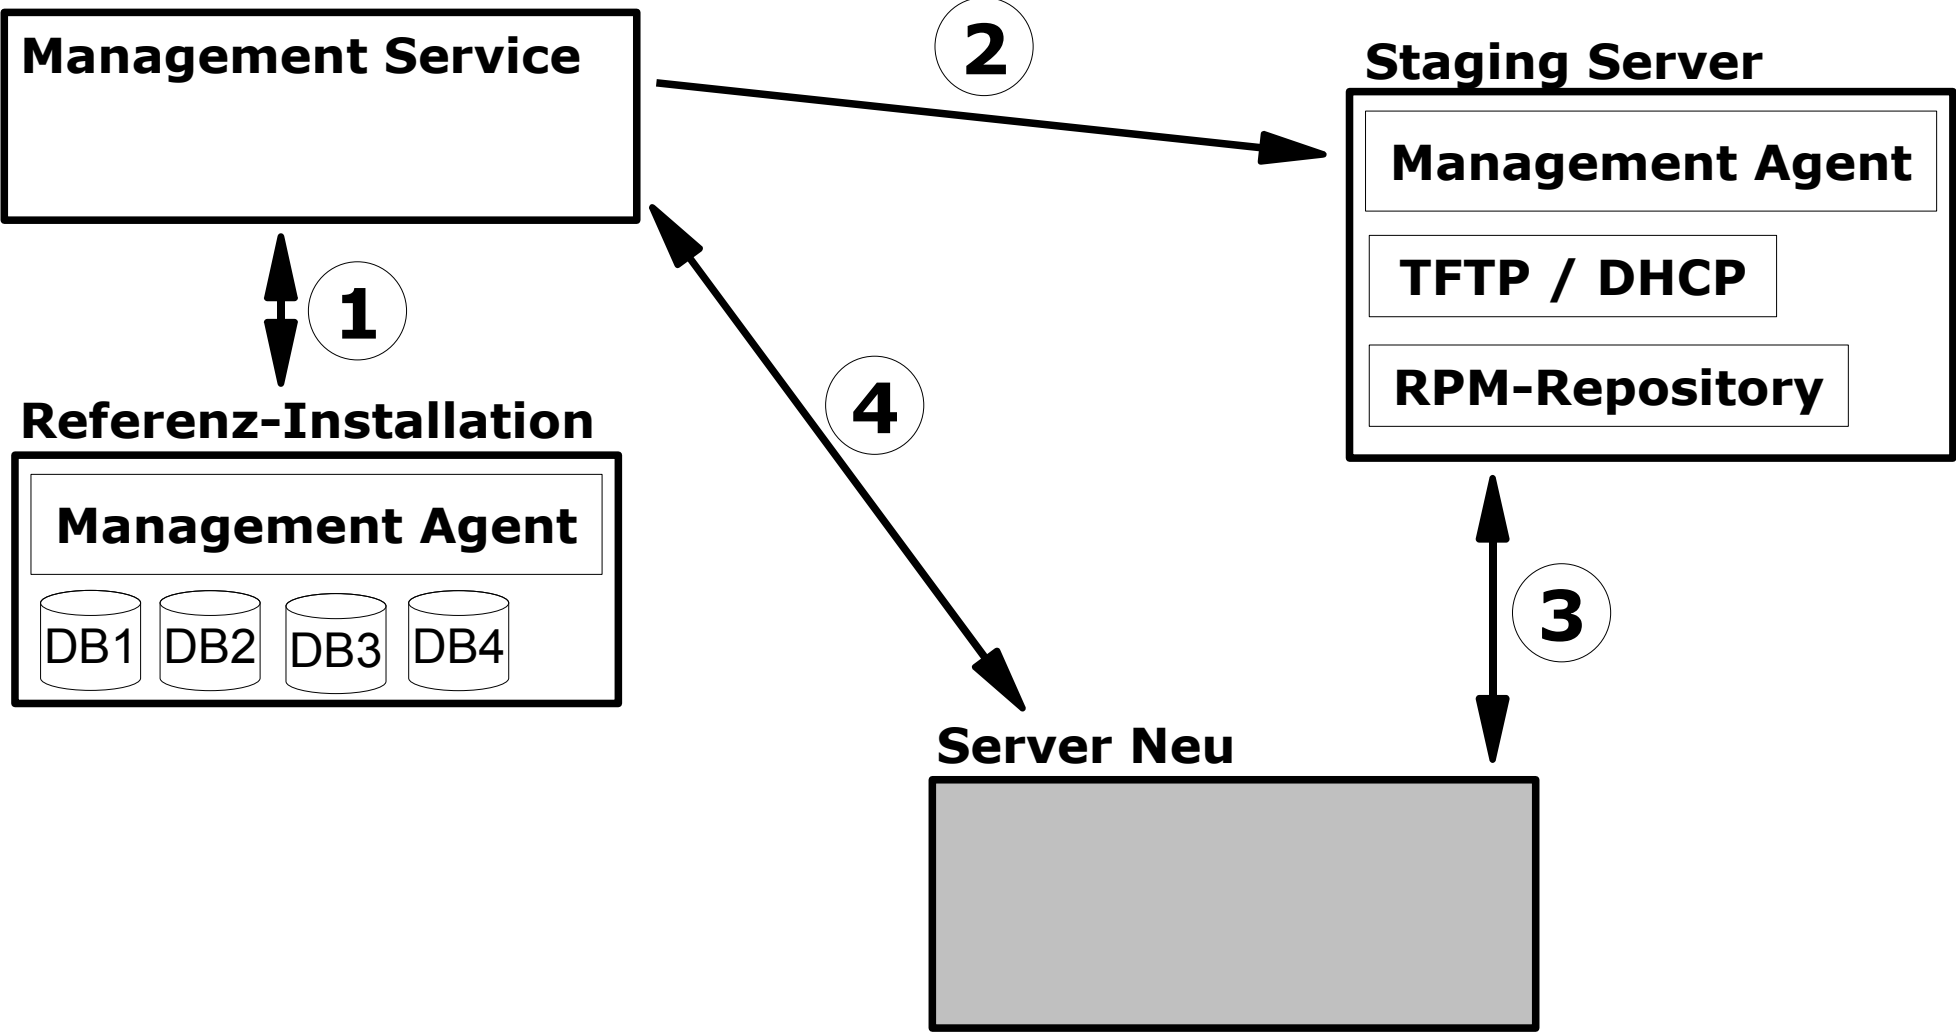 Management Service
2
Staging Server
Management Agent
TFTP / DHCP
RPM-Repository
1
Referenz-Installation
Management Agent
DB1 DB2 DB3 DB4
4
3
Server Neu